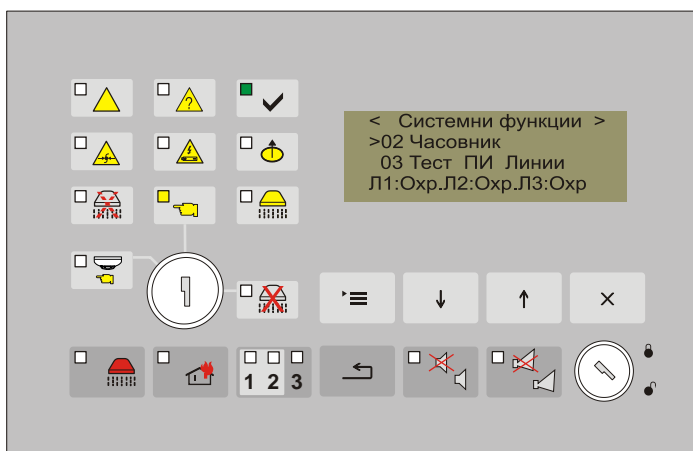 <  Системни функции  >
>02 Часовник
03 Тест  ПИ  Линии
Л1:Охр.Л2:Охр.Л3:Охр
1 2 3